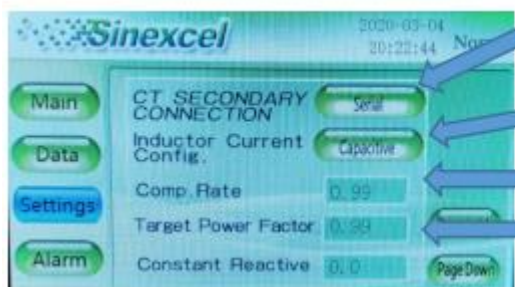 Sinexcel
2020-03-04
20:22:44
Main
CT SECONDARY CONNECTION
Serial
Data
Inductor Current Config.
Capacitive
Settings
Comp.Rate
0.99
Target Power Factor
0.99
Alarm
Constant Reactive
0.0
Page Down